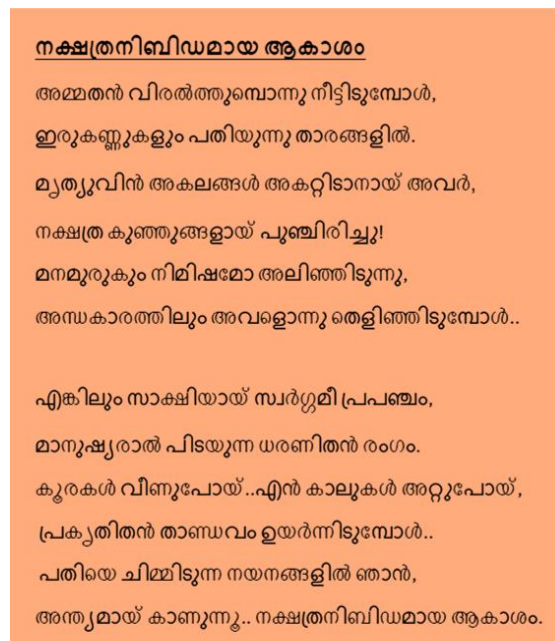 നക്ഷത്രനിബിഡമായ ആകാശം
അമ്മതൻ വിരൽത്തുമ്പൊന്നു നീട്ടിടുമ്പോൾ,
ഇരുകണ്ണുകളും പതിയുന്നു താരങ്ങളിൽ.
മൃത്യുവിൻ അകലങ്ങൾ അകറ്റിടാനായ് അവർ,
നക്ഷത്ര കുഞ്ഞുങ്ങളായ് പുഞ്ചിരിച്ചു!
മനമുരുകും നിമിഷമോ അലിഞ്ഞിടുന്നു,
അന്ധകാരത്തിലും അവളൊന്നു തെളിഞ്ഞിടുമ്പോൾ..
എങ്കിലും സാക്ഷിയായ് സ്വർഗ്ഗമീ പ്രപഞ്ചം,
മാനുഷ്യരാൽ പിടയുന്ന ധരണിതൻ രംഗം.
കൂരകൾ വീണുപോയ്..എൻ കാലുകൾ അറ്റുപോയ്,
പ്രകൃതിതൻ താണ്ഡവം ഉയർന്നിടുമ്പോൾ..
പതിയെ ചിമ്മിടുന്ന നയനങ്ങളിൽ ഞാൻ,
അന്ത്യമായ് കാണുന്നൂ.. നക്ഷത്രനിബിഡമായ ആകാശം.